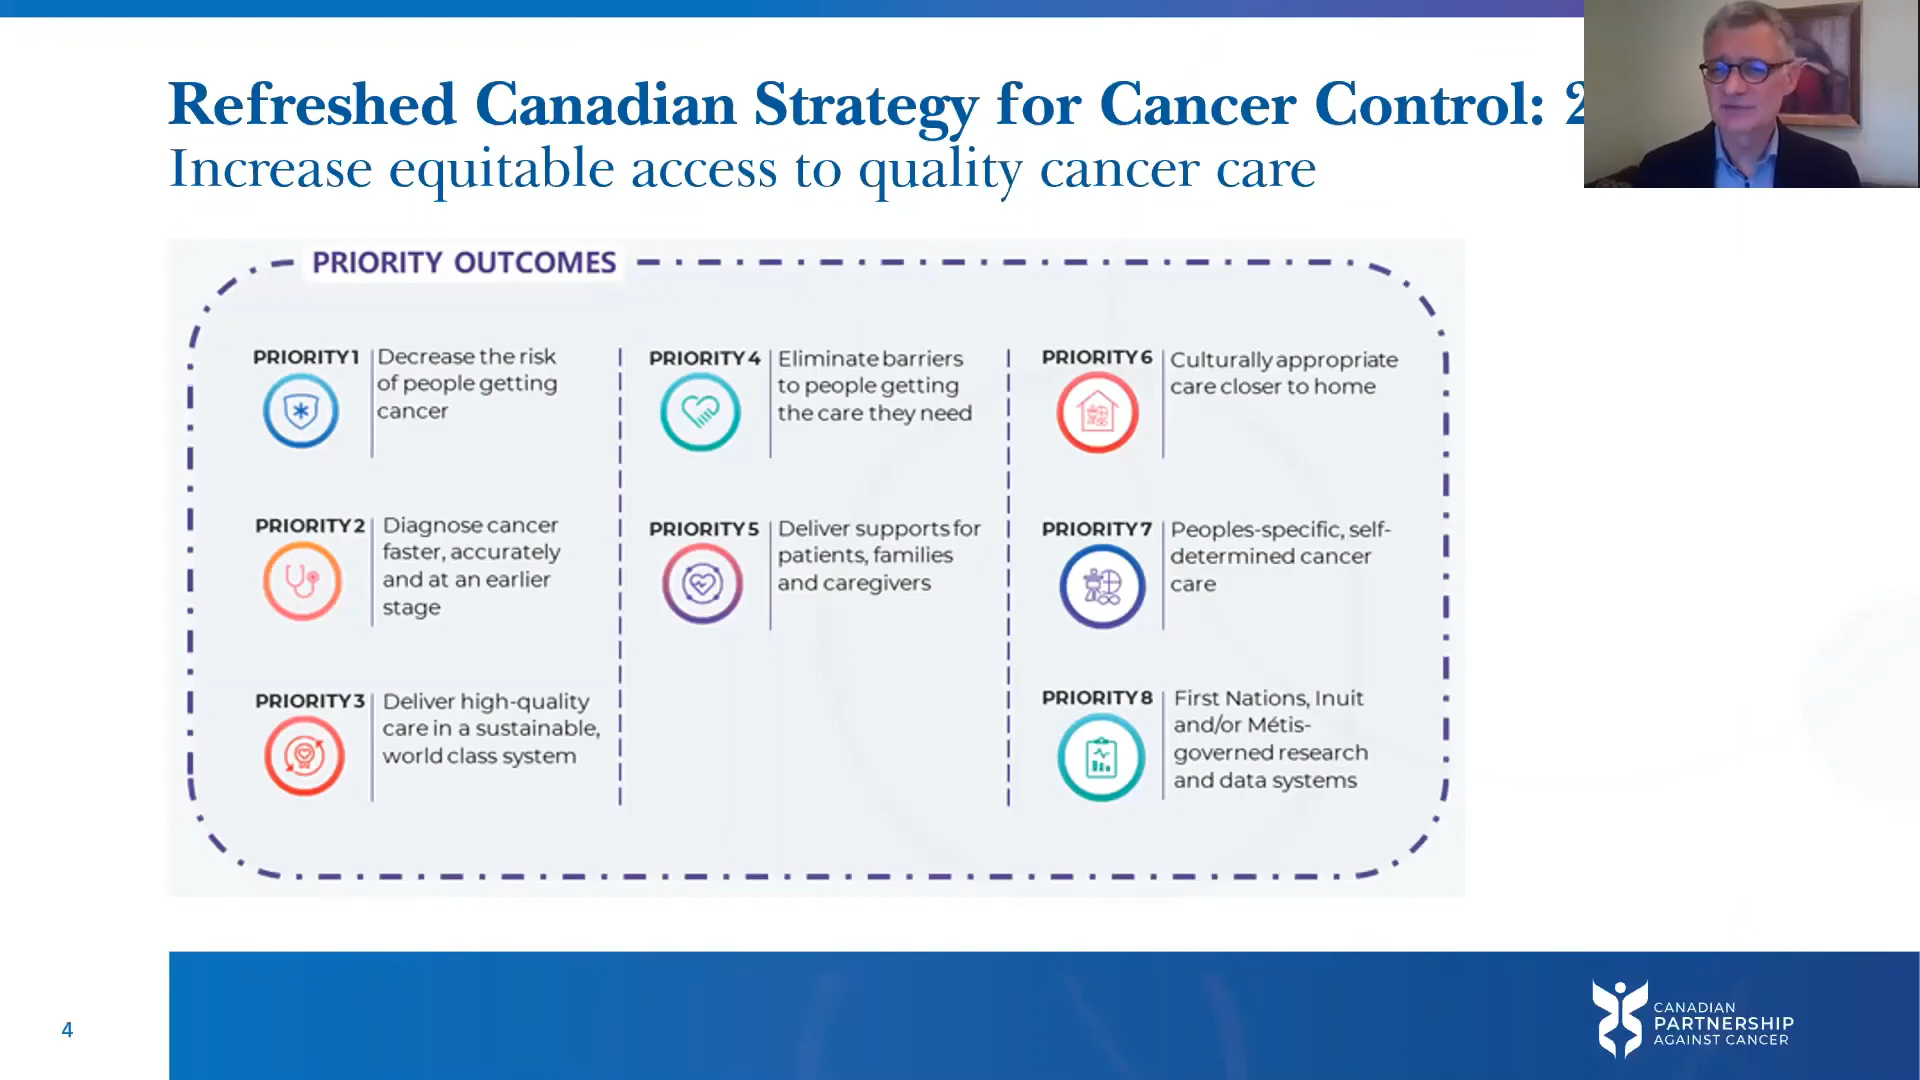 Refreshed Canadian Strategy for Cancer Control: 2
Increase equitable access to quality cancer care
PRIORITY OUTCOMES
PRIORITY 1
Decrease the risk
of people getting
cancer
PRIORITY 2
Diagnose cancer
faster, accurately
and at an earlier
stage
PRIORITY 3
Deliver high-quality
care in a sustainable,
world class system
PRIORITY 4
Eliminate barriers
to people getting
the care they need
PRIORITY 5
Deliver supports for
patients, families
and caregivers
PRIORITY 6
Culturally appropriate
care closer to home
PRIORITY 7
Peoples-specific, self-
determined cancer
care
PRIORITY 8
First Nations, Inuit
and/or Métis-
governed research
and data systems
4
CANADIAN
PARTNERSHIP
AGAINST CANCER